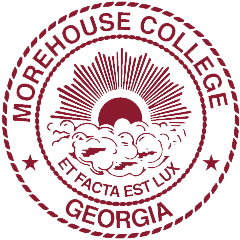 MOREHOUSE COLLEGE
ET FACTA EST LUX
GEORGIA